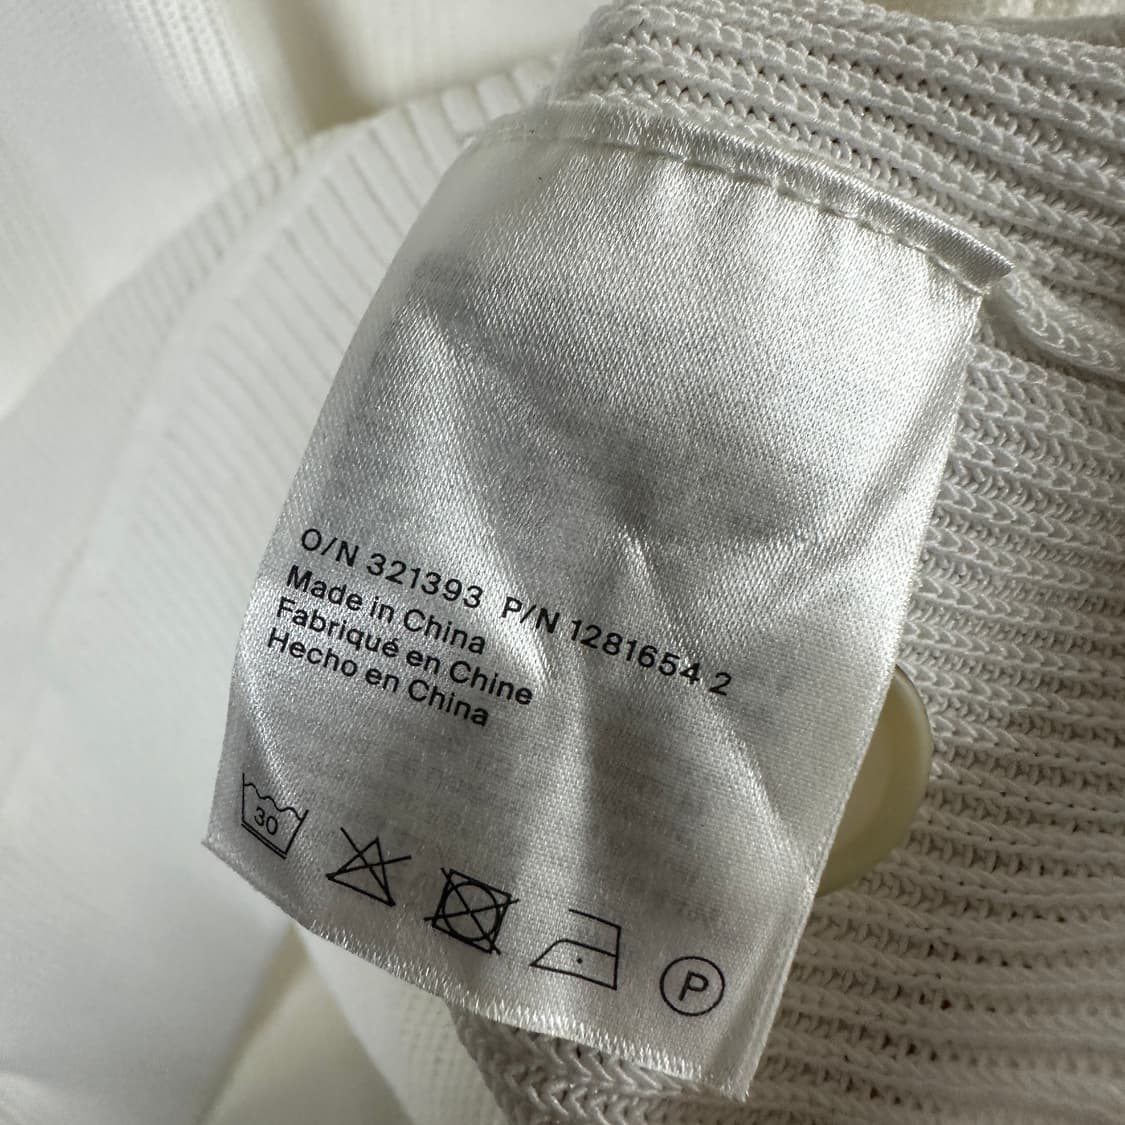 O/N 321393 P/N 1281654 2
Made in China
Fabriqué en Chine
Hecho en China
30
P